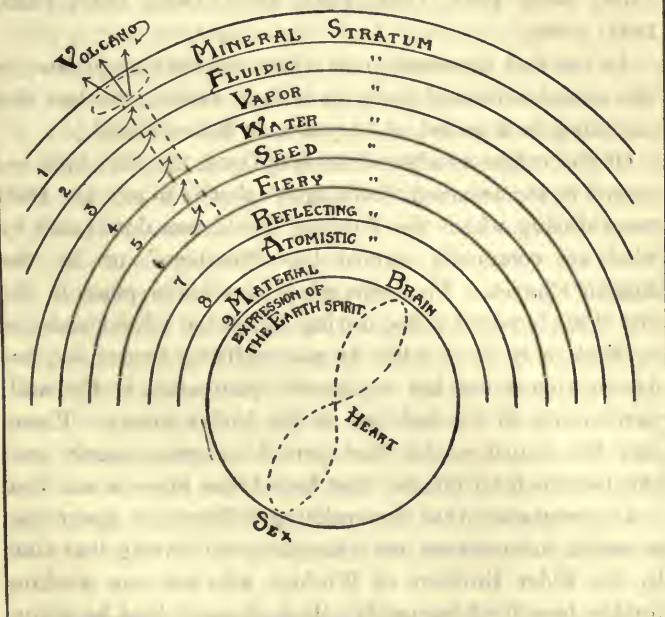 VOLCANO
1 MINERAL STRATUM
2 FLUIDIC "
3 VAPOR "
4 WATER "
5 SEED "
6 FIERY "
7 REFLECTING "
8 ATOMISTIC "
9 MATERIAL
EXPRESSION OF
THE EARTH SPIRIT.
BRAIN
HEART
SEX